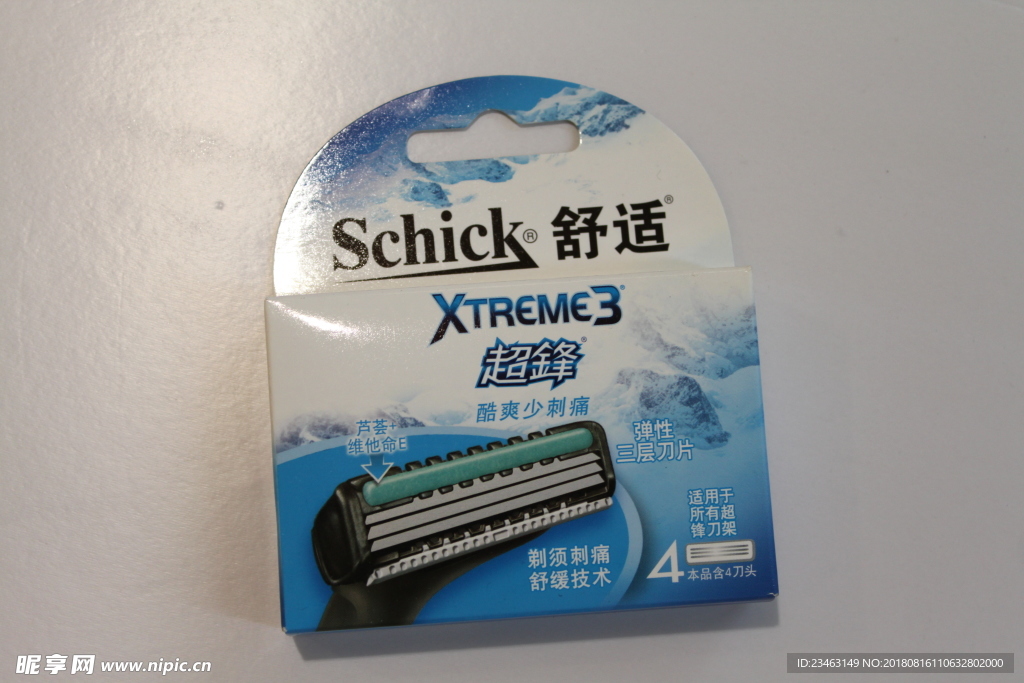 Schick® 舒适®
XTREME3®
超鋒®
酷爽少刺痛
芦荟+
维他命E
弹性
三层刀片
适用于
所有超
锋刀架
剃须刺痛
舒缓技术
4 本品含4刀头
昵享网 www.nipic.cn
ID:23463149 NO:20180816110632802000